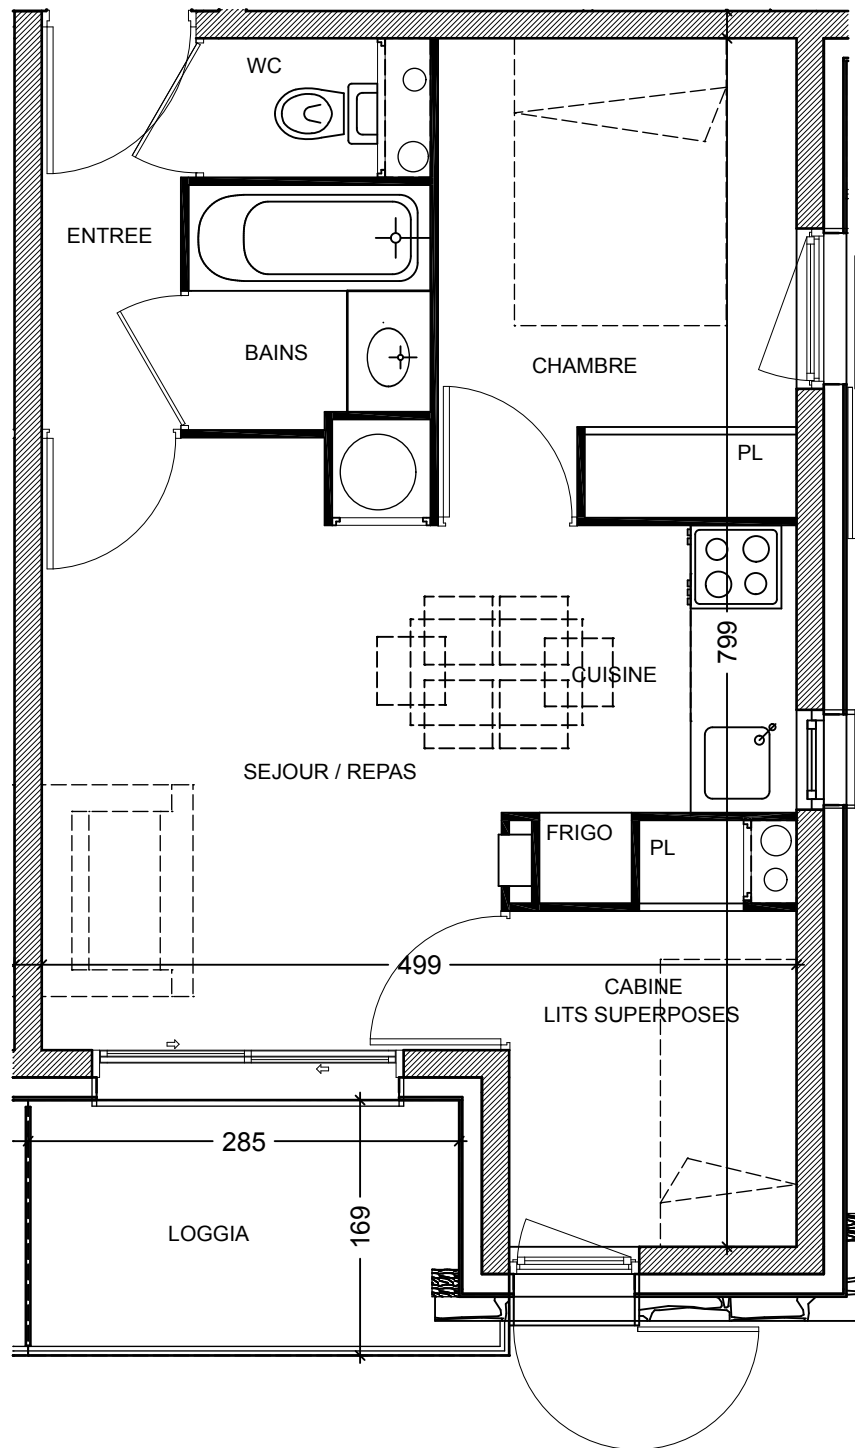 WC
ENTREE
BAINS
CHAMBRE
PL
799
CUISINE
SEJOUR / REPAS
FRIGO
PL
499
CABINE
LITS SUPERPOSES
285
169
LOGGIA